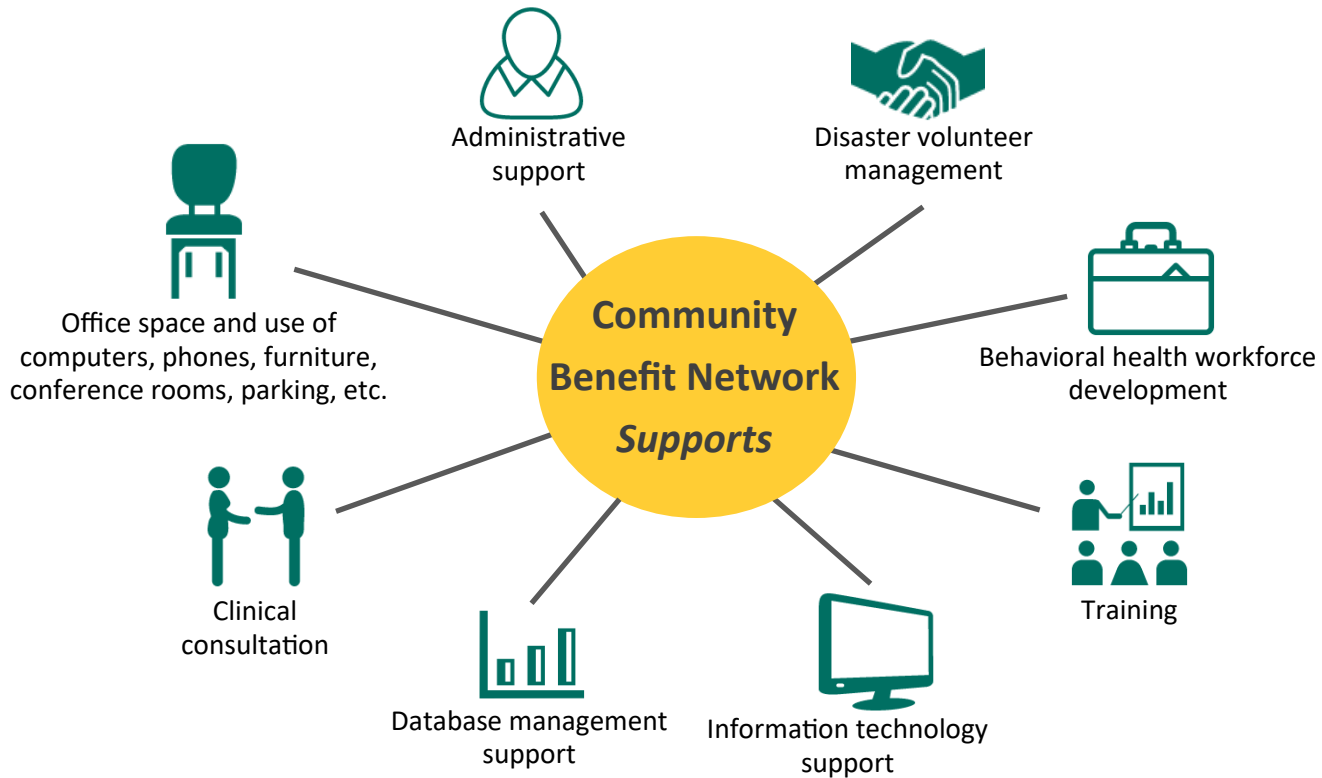 Administrative
support
Disaster volunteer
management
Office space and use of
computers, phones, furniture,
conference rooms, parking, etc.
Community
Benefit Network
Supports
Behavioral health workforce
development
Clinical
consultation
Training
Database management
support
Information technology
support